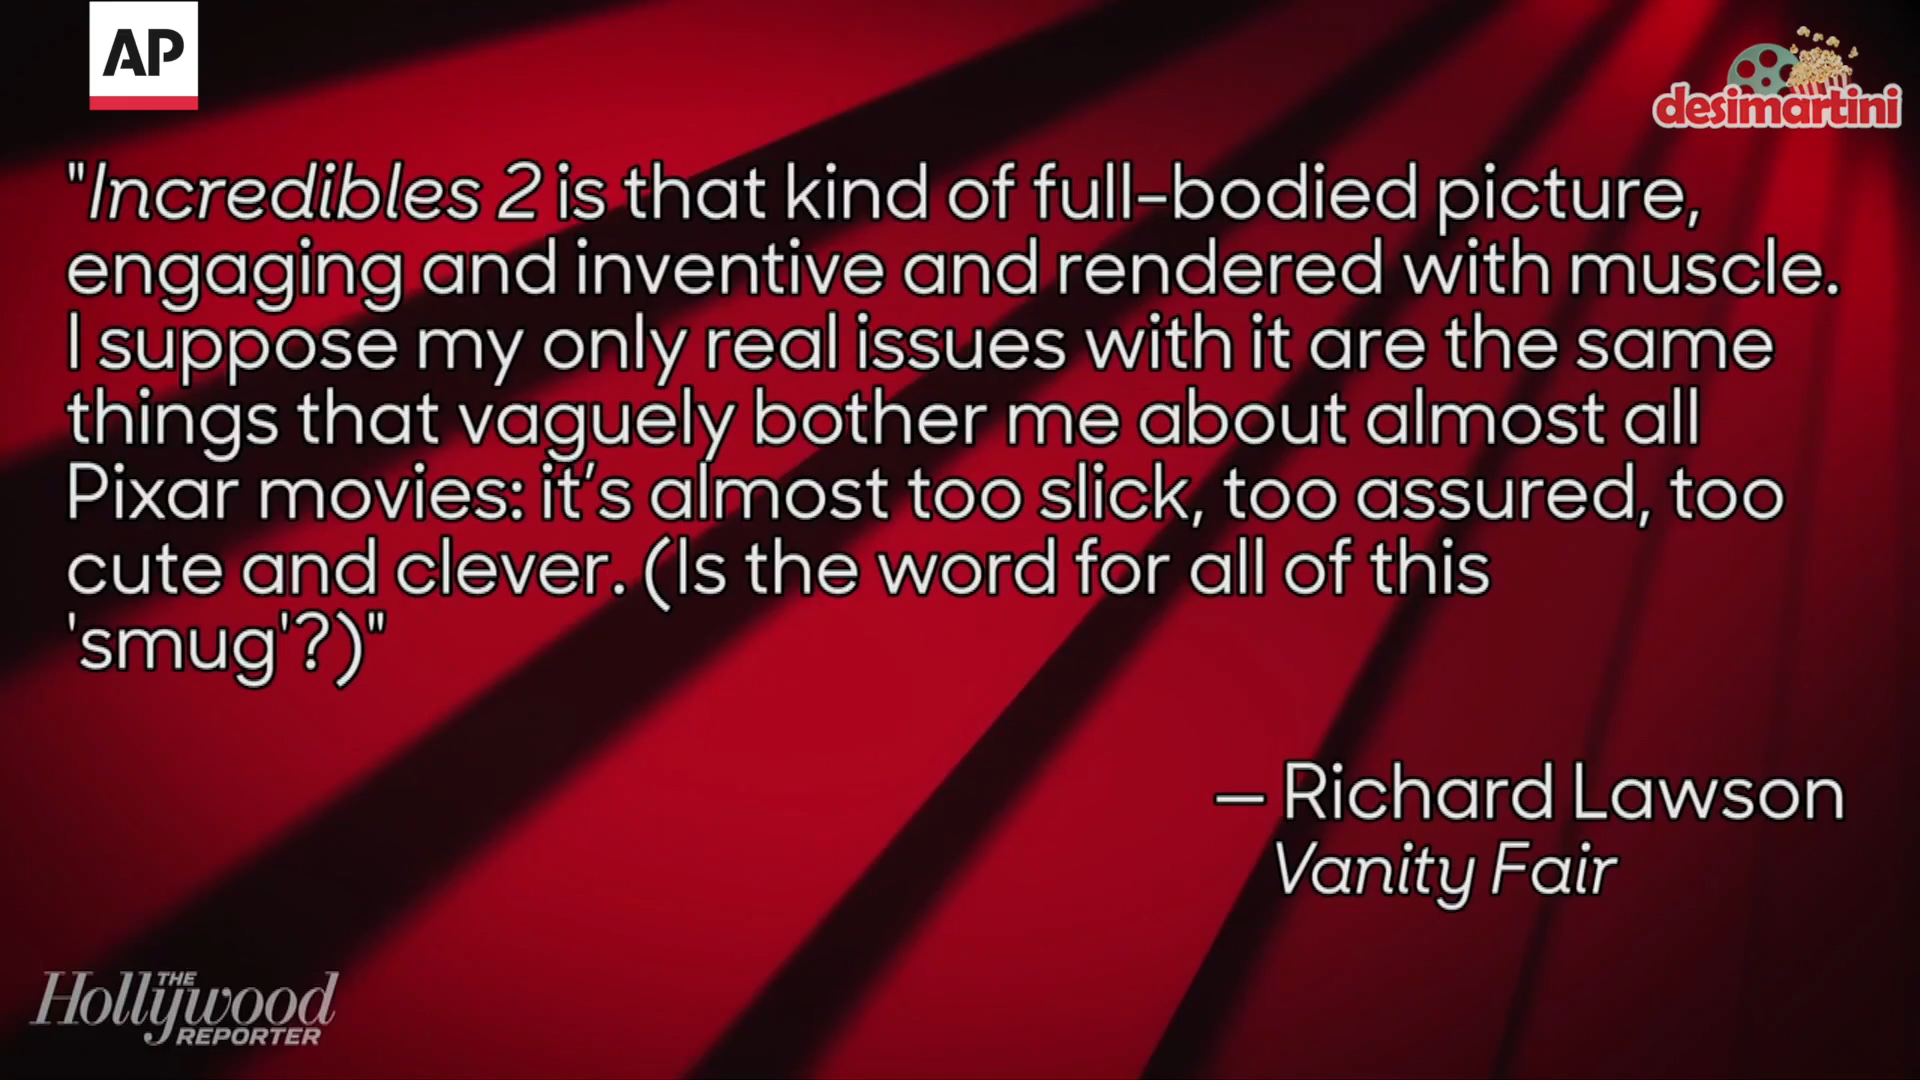 AP
desimartini
"Incredibles 2 is that kind of full-bodied picture,
engaging and inventive and rendered with muscle.
I suppose my only real issues with it are the same
things that vaguely bother me about almost all
Pixar movies: it’s almost too slick, too assured, too
cute and clever. (Is the word for all of this
'smug'?)"
— Richard Lawson
Vanity Fair
THE
Hollywood
REPORTER